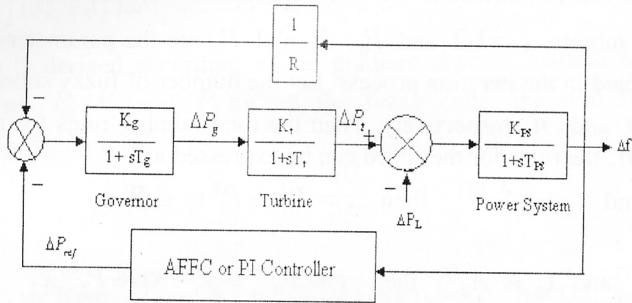 1
R
−
Kg
1+ sTg
Governor
ΔPg
Kt
1+sTt
Turbine
ΔPt
+
−
ΔPL
KPS
1+sTPS
Power System
Δf
−
ΔPref
AFFC or PI Controller